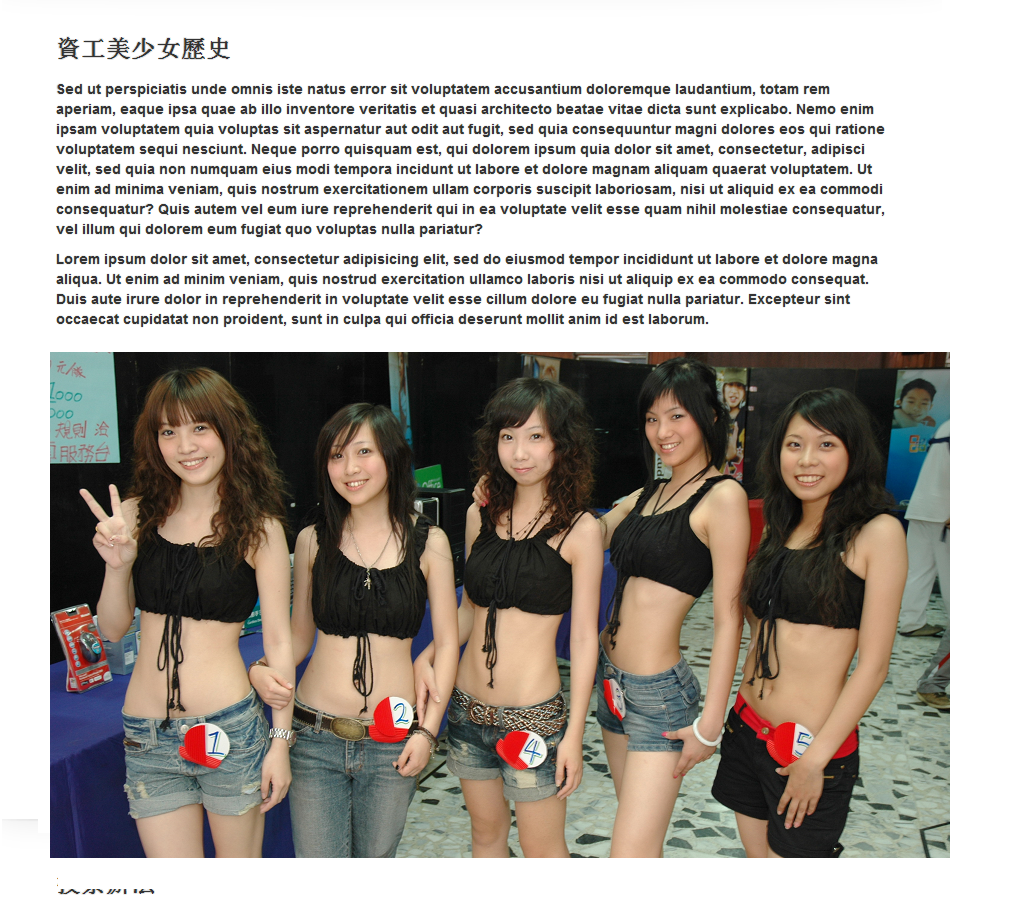 資工美少女歷史
Sed ut perspiciatis unde omnis iste natus error sit voluptatem accusantium doloremque laudantium, totam rem
aperiam, eaque ipsa quae ab illo inventore veritatis et quasi architecto beatae vitae dicta sunt explicabo. Nemo enim
ipsam voluptatem quia voluptas sit aspernatur aut odit aut fugit, sed quia consequuntur magni dolores eos qui ratione
voluptatem sequi nesciunt. Neque porro quisquam est, qui dolorem ipsum quia dolor sit amet, consectetur, adipisci
velit, sed quia non numquam eius modi tempora incidunt ut labore et dolore magnam aliquam quaerat voluptatem. Ut
enim ad minima veniam, quis nostrum exercitationem ullam corporis suscipit laboriosam, nisi ut aliquid ex ea commodi
consequatur? Quis autem vel eum iure reprehenderit qui in ea voluptate velit esse quam nihil molestiae consequatur,
vel illum qui dolorem eum fugiat quo voluptas nulla pariatur?
Lorem ipsum dolor sit amet, consectetur adipisicing elit, sed do eiusmod tempor incididunt ut labore et dolore magna
aliqua. Ut enim ad minim veniam, quis nostrud exercitation ullamco laboris nisi ut aliquip ex ea commodo consequat.
Duis aute irure dolor in reprehenderit in voluptate velit esse cillum dolore eu fugiat nulla pariatur. Excepteur sint
occaecat cupidatat non proident, sunt in culpa qui officia deserunt mollit anim id est laborum.
元/張
1000
000
規則 洽
服務台
1
2
4
5